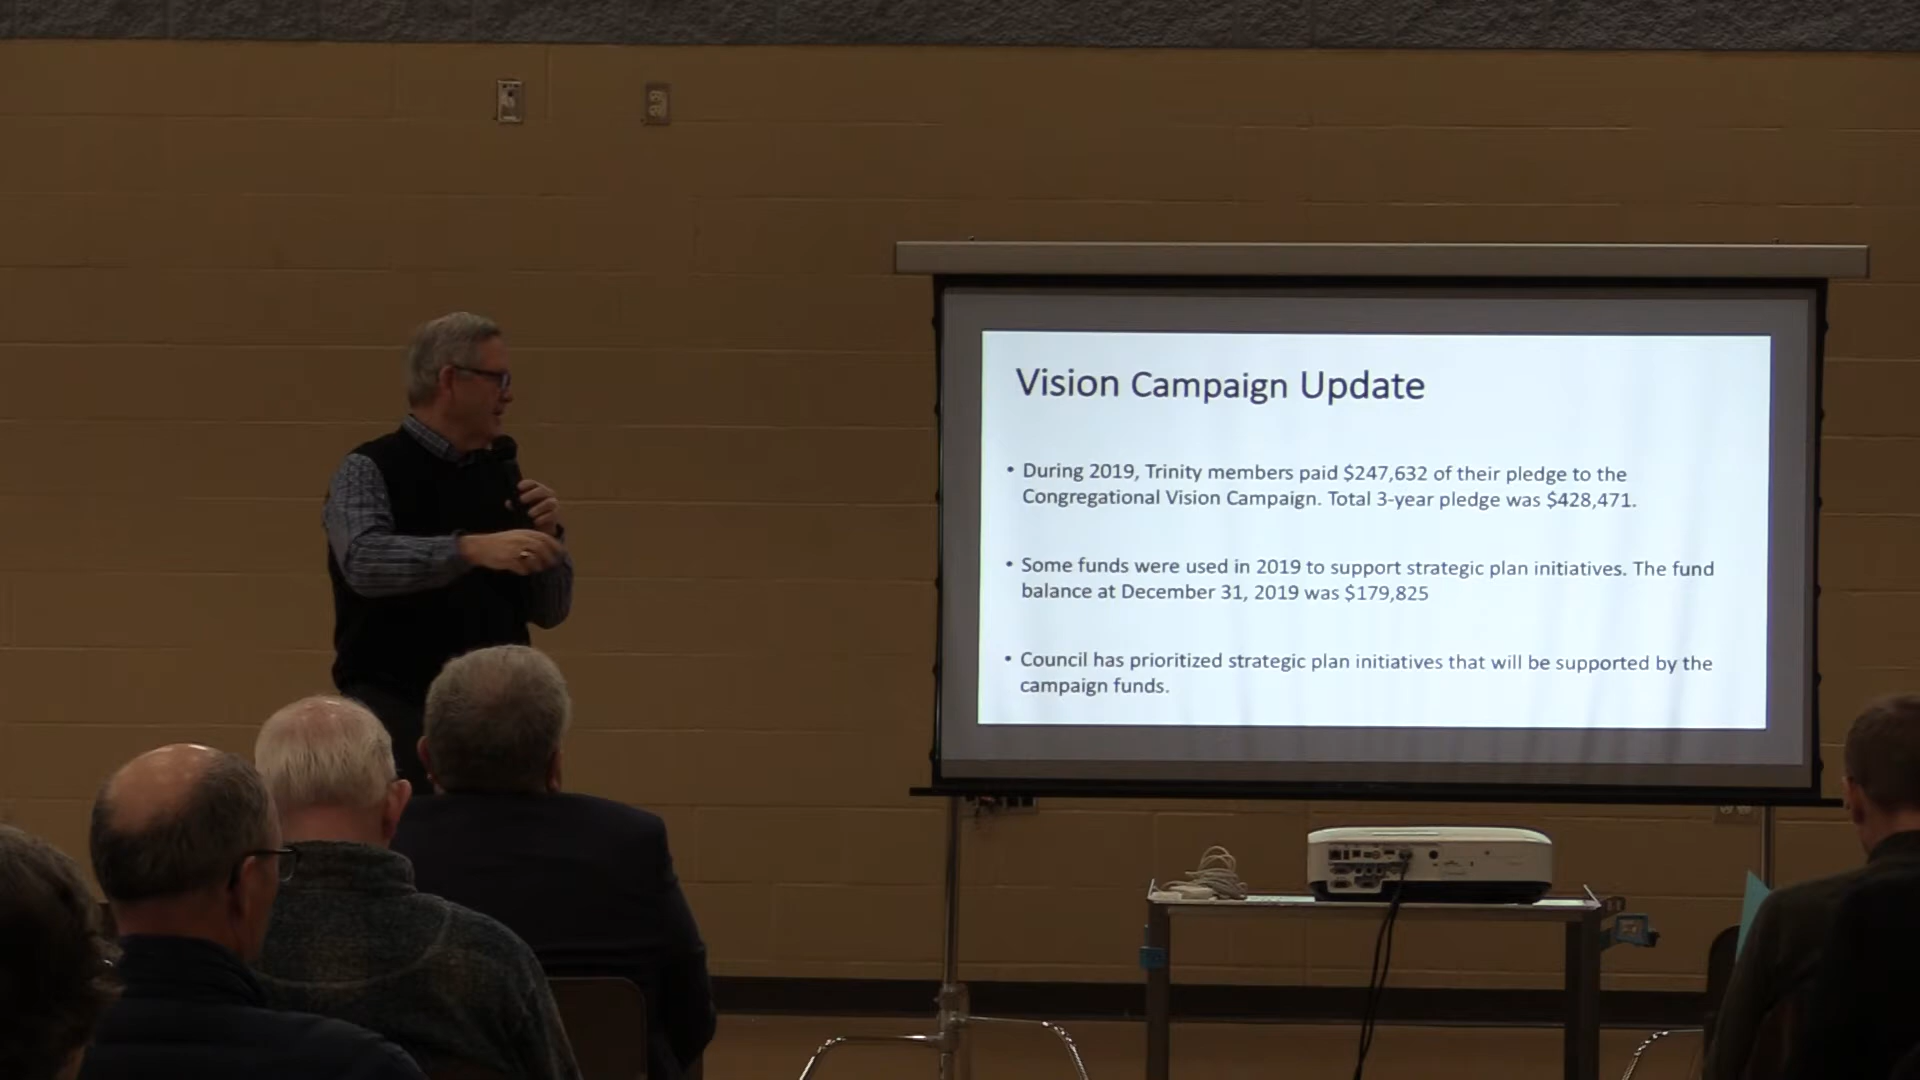 Vision Campaign Update
• During 2019, Trinity members paid $247,632 of their pledge to the
Congregational Vision Campaign. Total 3-year pledge was $428,471.
• Some funds were used in 2019 to support strategic plan initiatives. The fund
balance at December 31, 2019 was $179,825
• Council has prioritized strategic plan initiatives that will be supported by the
campaign funds.